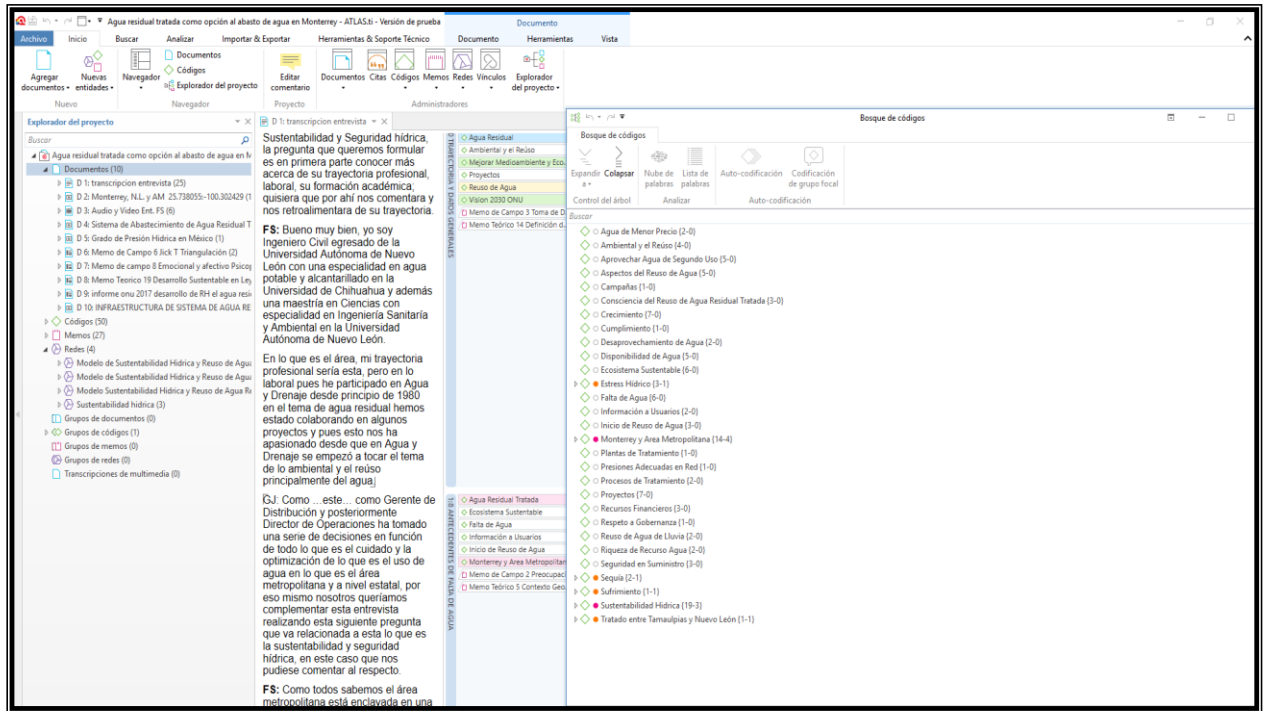 Agua residual tratada como opción al abasto de agua en Monterrey - ATLAS.ti - Versión de prueba
Documento
Archivo Inicio Buscar Analizar Importar & Exportar Herramientas & Soporte Técnico Documento Herramientas Vista
Agregar documentos
Nuevas entidades
Navegador
Documentos
Códigos
Explorador del proyecto
Editar comentario
Documentos Citas Códigos Memos Redes Vínculos Explorador del proyecto
Nuevo Navegador Proyecto Administradores
Explorador del proyecto
Buscar
Agua residual tratada como opción al abasto de agua en M
Documentos (10)
D 1: transcripcion entrevista (25)
D 2: Monterrey, N.L. y AM 25.738055:-100.302429 (1
D 3: Audio y Video Ent. FS (6)
D 4: Sistema de Abastecimiento de Agua Residual T
D 5: Grado de Presión Hidrica en México (1)
D 6: Memo de Campo 6 Jick T Triangulación (2)
D 7: Memo de campo 8 Emocional y afectivo Psicop
D 8: Memo Teorico 19 Desarrollo Sustentable en Ley
D 9: informe onu 2017 desarollo de RH el agua resi
D 10: INFRAESTRUCTURA DE SISTEMA DE AGUA RE
Códigos (50)
Memos (27)
Redes (4)
Modelo de Sustentabilidad Hidrica y Reuso de Agua
Modelo de Sustentabilidad Hidrica y Reuso de Agua
Modelo Sustentabilidad Hidrica y Reuso de Agua Re
Sustentabilidad hidrica (3)
Grupos de documentos (0)
Grupos de códigos (1)
Grupos de memos (0)
Grupos de redes (0)
Transcripciones de multimedia (0)
D 1: transcripcion entrevista
Sustentabilidad y Seguridad hídrica,
la pregunta que queremos formular
es en primera parte conocer más
acerca de su trayectoria profesional,
laboral, su formación académica;
quisiera que por ahí nos comentara y
nos retroalimentara de su trayectoria.
FS: Bueno muy bien, yo soy
Ingeniero Civil egresado de la
Universidad Autónoma de Nuevo
León con una especialidad en agua
potable y alcantarillado en la
Universidad de Chihuahua y además
una maestría en Ciencias con
especialidad en Ingeniería Sanitaría
y Ambiental en la Universidad
Autónoma de Nuevo León.
En lo que es el área, mi trayectoria
profesional sería esta, pero en lo
laboral pues he participado en Agua
y Drenaje desde principio de 1980
en el tema de agua residual hemos
estado colaborando en algunos
proyectos y pues esto nos ha
apasionado desde que en Agua y
Drenaje se empezó a tocar el tema
de lo ambiental y el reúso
principalmente del agua
GJ: Como ...este... como Gerente de
Distribución y posteriormente
Director de Operaciones ha tomado
una serie de decisiones en función
de todo lo que es el cuidado y la
optimización de lo que es el uso de
agua en lo que es el área
metropolitana y a nivel estatal, por
eso mismo nosotros queríamos
complementar esta entrevista
realizando esta siguiente pregunta
que va relacionada a esta lo que es
la sustentabilidad y seguridad
hídrica, en este caso que nos
pudiese comentar al respecto.
FS: Como todos sabemos el área
metropolitana está enclavada en una
TRAYECTORIA Y DATOS GENERALES
Agua Residual
Ambiental y el Reúso
Mejorar Medioambiente y Eco.
Proyectos
Reuso de Agua
Vision 2030 ONU
Memo de Campo 3 Toma de D
Memo Teórico 14 Definición d
1:8 ANTECEDENTES DE FALTA DE AGUA
Agua Residual Tratada
Ecosistema Sustentable
Falta de Agua
Información a Usuarios
Inicio de Reuso de Agua
Monterrey y Area Metropolitan
Memo de Campo 2 Preocupaci
Memo Teórico 5 Contexto Geo
Bosque de códigos
Bosque de códigos
Expandir a
Colapsar
Nube de palabras
Lista de palabras
Auto-codificación
Codificación de grupo focal
Control del árbol Analizar Auto-codificación
Buscar
Agua de Menor Precio {2-0}
Ambiental y el Reúso {4-0}
Aprovechar Agua de Segundo Uso {5-0}
Aspectos del Reuso de Agua {5-0}
Campañas {1-0}
Consciencia del Reuso de Agua Residual Tratada {3-0}
Crecimiento {7-0}
Cumplimiento {1-0}
Desaprovechamiento de Agua {2-0}
Disponibilidad de Agua {5-0}
Ecosistema Sustentable {6-0}
Estress Hídrico {3-1}
Falta de Agua {6-0}
Información a Usuarios {2-0}
Inicio de Reuso de Agua {3-0}
Monterrey y Area Metropolitana {14-4}
Plantas de Tratamiento {1-0}
Presiones Adecuadas en Red {1-0}
Procesos de Tratamiento {2-0}
Proyectos {7-0}
Recursos Financieros {3-0}
Respeto a Gobernanza {1-0}
Reuso de Agua de Lluvia {2-0}
Riqueza de Recurso Agua {2-0}
Seguridad en Suministro {3-0}
Sequía {2-1}
Sufrimiento {1-1}
Sustentabilidad Hidrica {19-3}
Tratado entre Tamaulpias y Nuevo León {1-1}